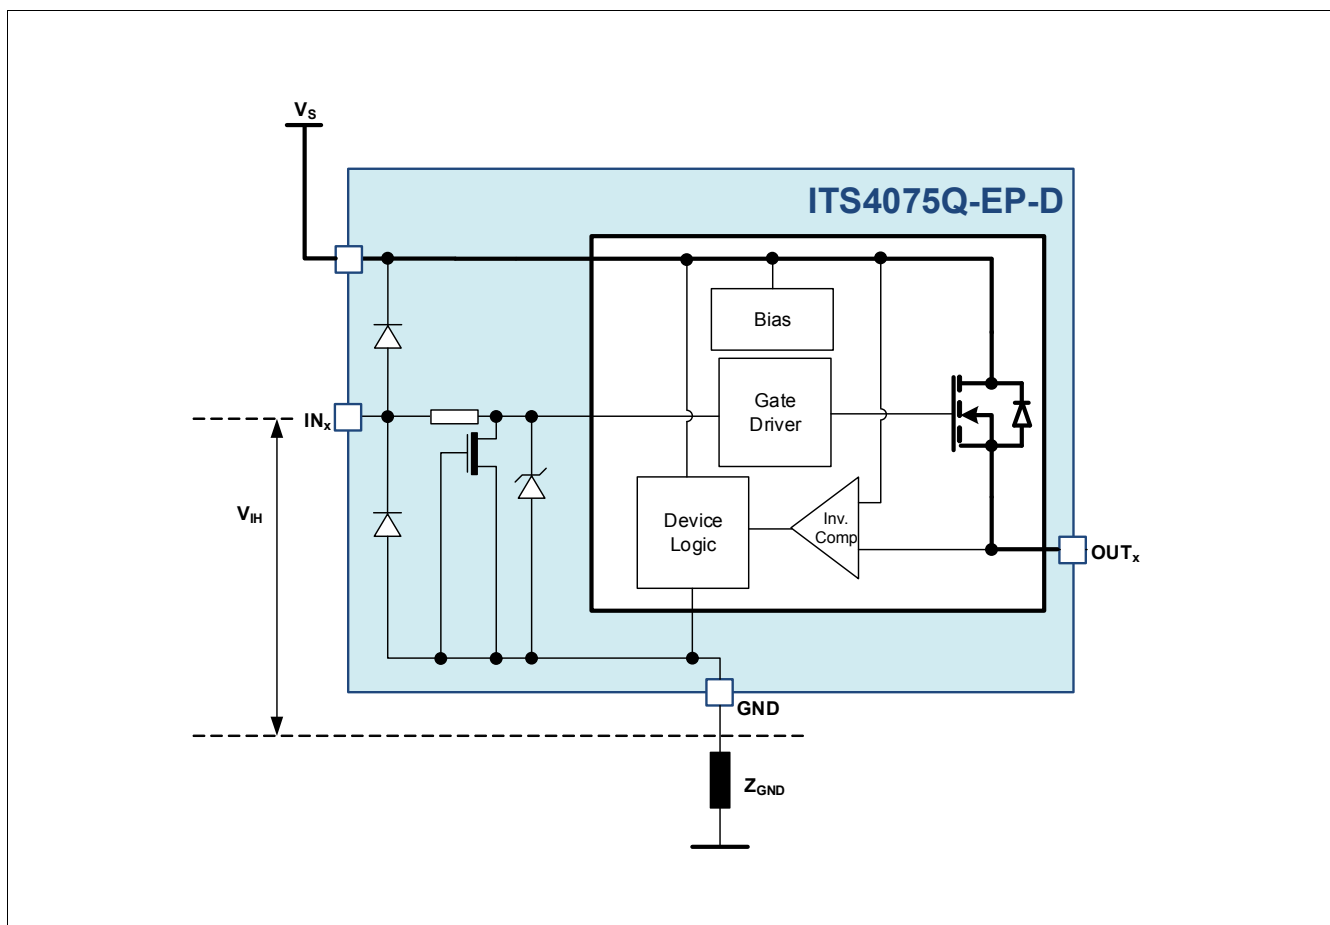 VS
ITS4075Q-EP-D
Bias
INx
Gate
Driver
VIH
Device
Logic
Inv.
Comp
OUTx
GND
ZGND